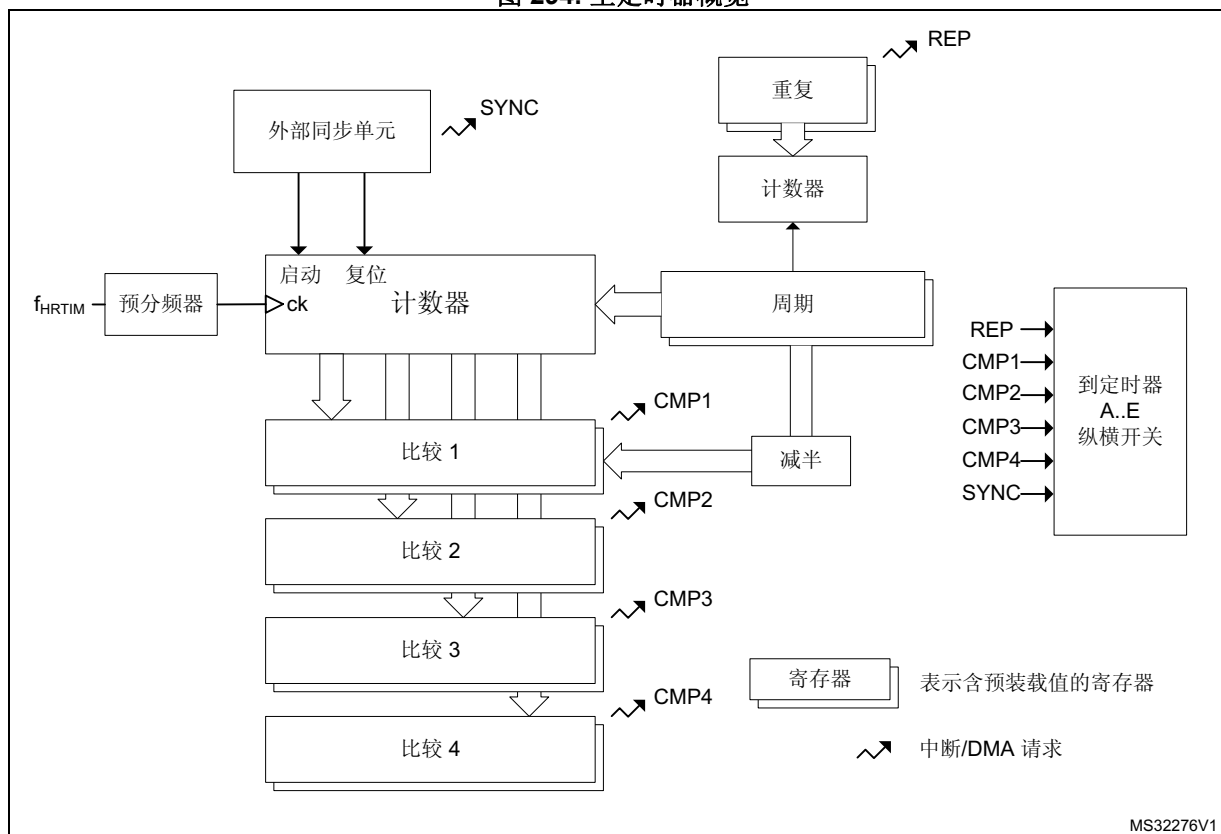 REP
重复
SYNC
外部同步单元
计数器
启动 复位
fHRTIM
预分频器
ck
计数器
周期
REP
CMP1
CMP2
CMP3
CMP4
SYNC
到定时器
A..E
纵横开关
CMP1
比较 1
减半
CMP2
比较 2
CMP3
比较 3
CMP4
比较 4
寄存器
表示含预装载值的寄存器
中断/DMA 请求
MS32276V1